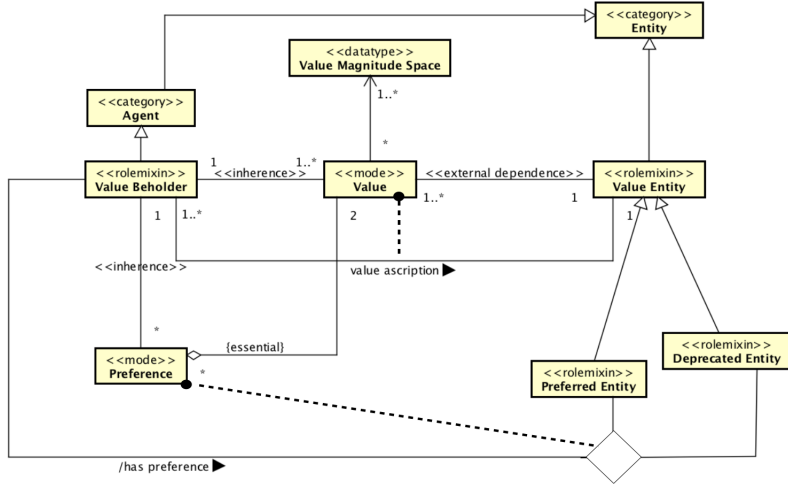 <<category>>
Entity
<<datatype>>
Value Magnitude Space
1..*
<<category>>
Agent
*
1
1..*
<<inherence>>
<<external dependence>>
<<rolemixin>>
Value Beholder
<<mode>>
Value
<<rolemixin>>
Value Entity
1
1..*
2
1..*
1
1
<<inherence>>
value ascription
*
{essential}
*
<<mode>>
Preference
<<rolemixin>>
Preferred Entity
<<rolemixin>>
Deprecated Entity
/has preference